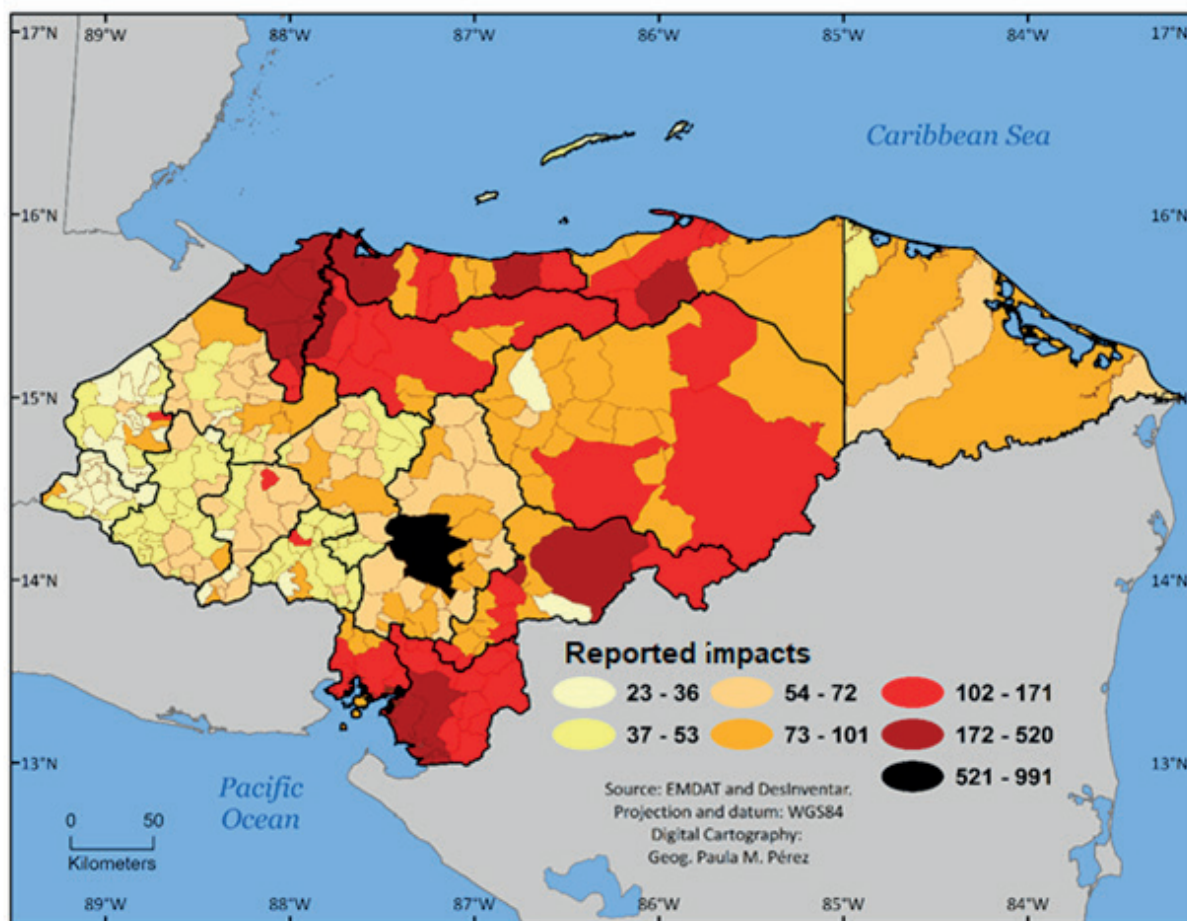 17°N 89°W 88°W 87°W 86°W 85°W 84°W 17°N
Caribbean Sea
16°N 16°N
15°N 15°N
14°N 14°N
Reported impacts
23 - 36 54 - 72 102 - 171
37 - 53 73 - 101 172 - 520
521 - 991
13°N 13°N
Pacific
Ocean
Source: EMDAT and DesInventar.
Projection and datum: WGS84
Digital Cartography:
Geog. Paula M. Pérez
0 50
Kilometers
89°W 88°W 87°W 86°W 85°W 84°W